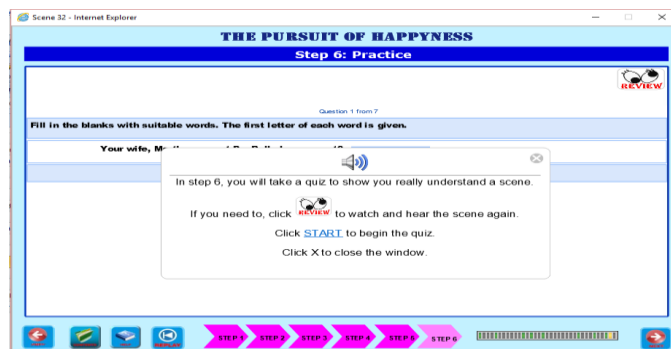 Scene 32 - Internet Explorer
THE PURSUIT OF HAPPYNESS
Step 6: Practice
REVIEW
Question 1 from 7
Fill in the blanks with suitable words. The first letter of each word is given.
Your wife,
In step 6, you will take a quiz to show you really understand a scene.
If you need to, click REVIEW to watch and hear the scene again.
Click START to begin the quiz.
Click X to close the window.
STEP 1 STEP 2 STEP 3 STEP 4 STEP 5 STEP 6